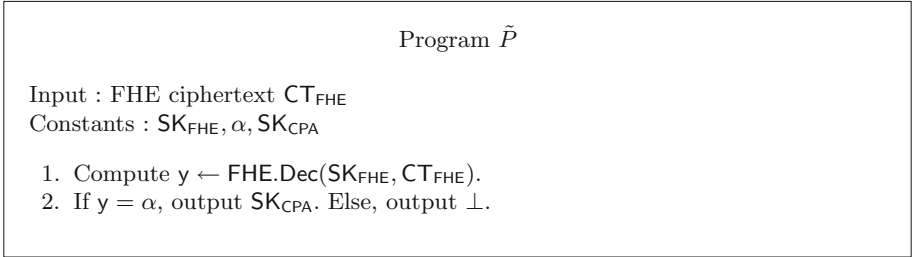 Program P̃
Input : FHE ciphertext CT_FHE
Constants : SK_FHE, α, SK_CPA
1. Compute y ← FHE.Dec(SK_FHE, CT_FHE).
2. If y = α, output SK_CPA. Else, output ⊥.